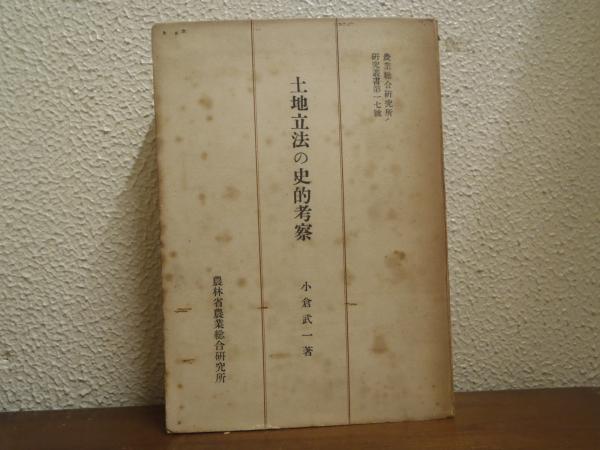 農業総合研究所
研究叢書第一七號
土地立法の史的考察
小倉武一著
農林省農業総合研究所